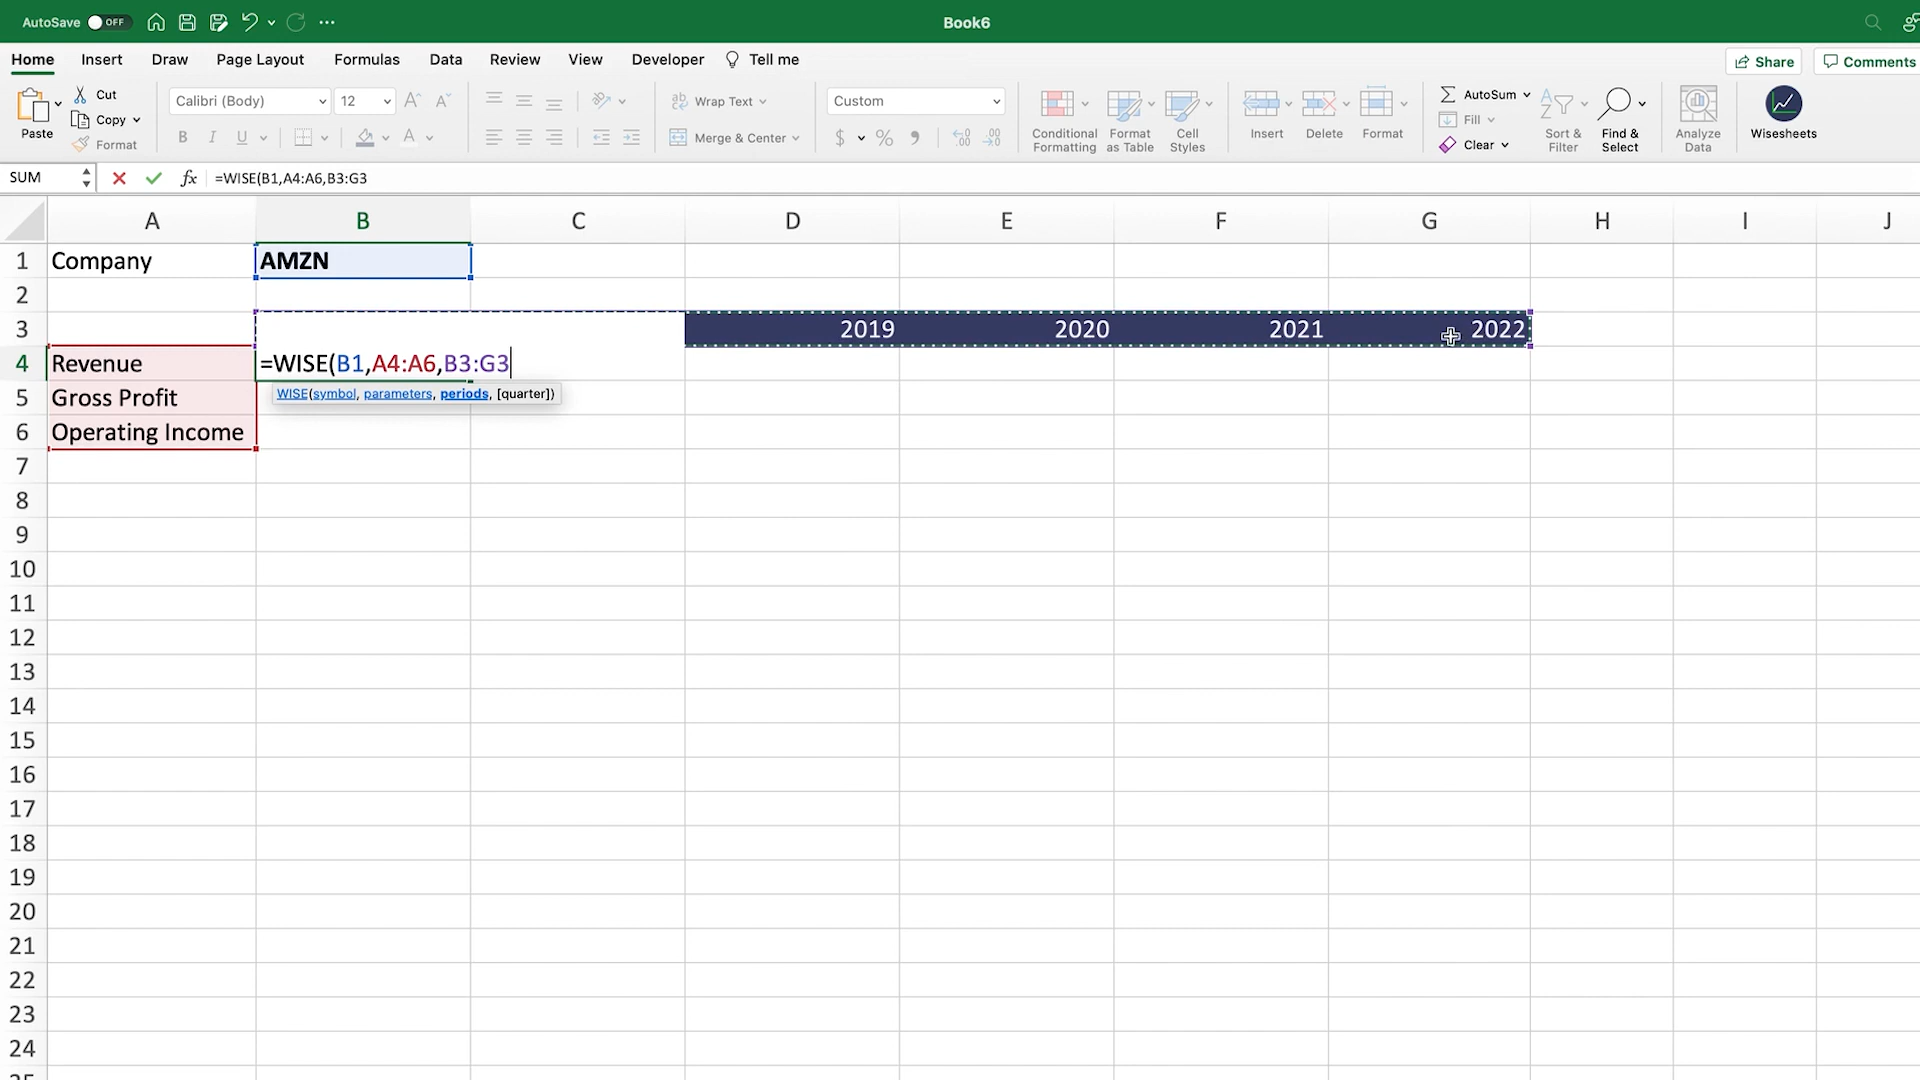 AutoSave OFF
Book6
Home Insert Draw Page Layout Formulas Data Review View Developer Tell me
Share Comments
Paste Cut Copy Format
Calibri (Body) 12
B I U A
Wrap Text
Merge & Center
Custom
$ % ,
Conditional Formatting
Format as Table
Cell Styles
Insert Delete Format
AutoSum
Fill
Clear
Sort & Filter
Find & Select
Analyze Data
Wisesheets
SUM fx =WISE(B1,A4:A6,B3:G3
A B C D E F G H I J
1 Company AMZN
2
3 2019 2020 2021 2022
4 Revenue =WISE(B1,A4:A6,B3:G3
WISE(symbol, parameters, periods, [quarter])
5 Gross Profit
6 Operating Income
7
8
9
10
11
12
13
14
15
16
17
18
19
20
21
22
23
24